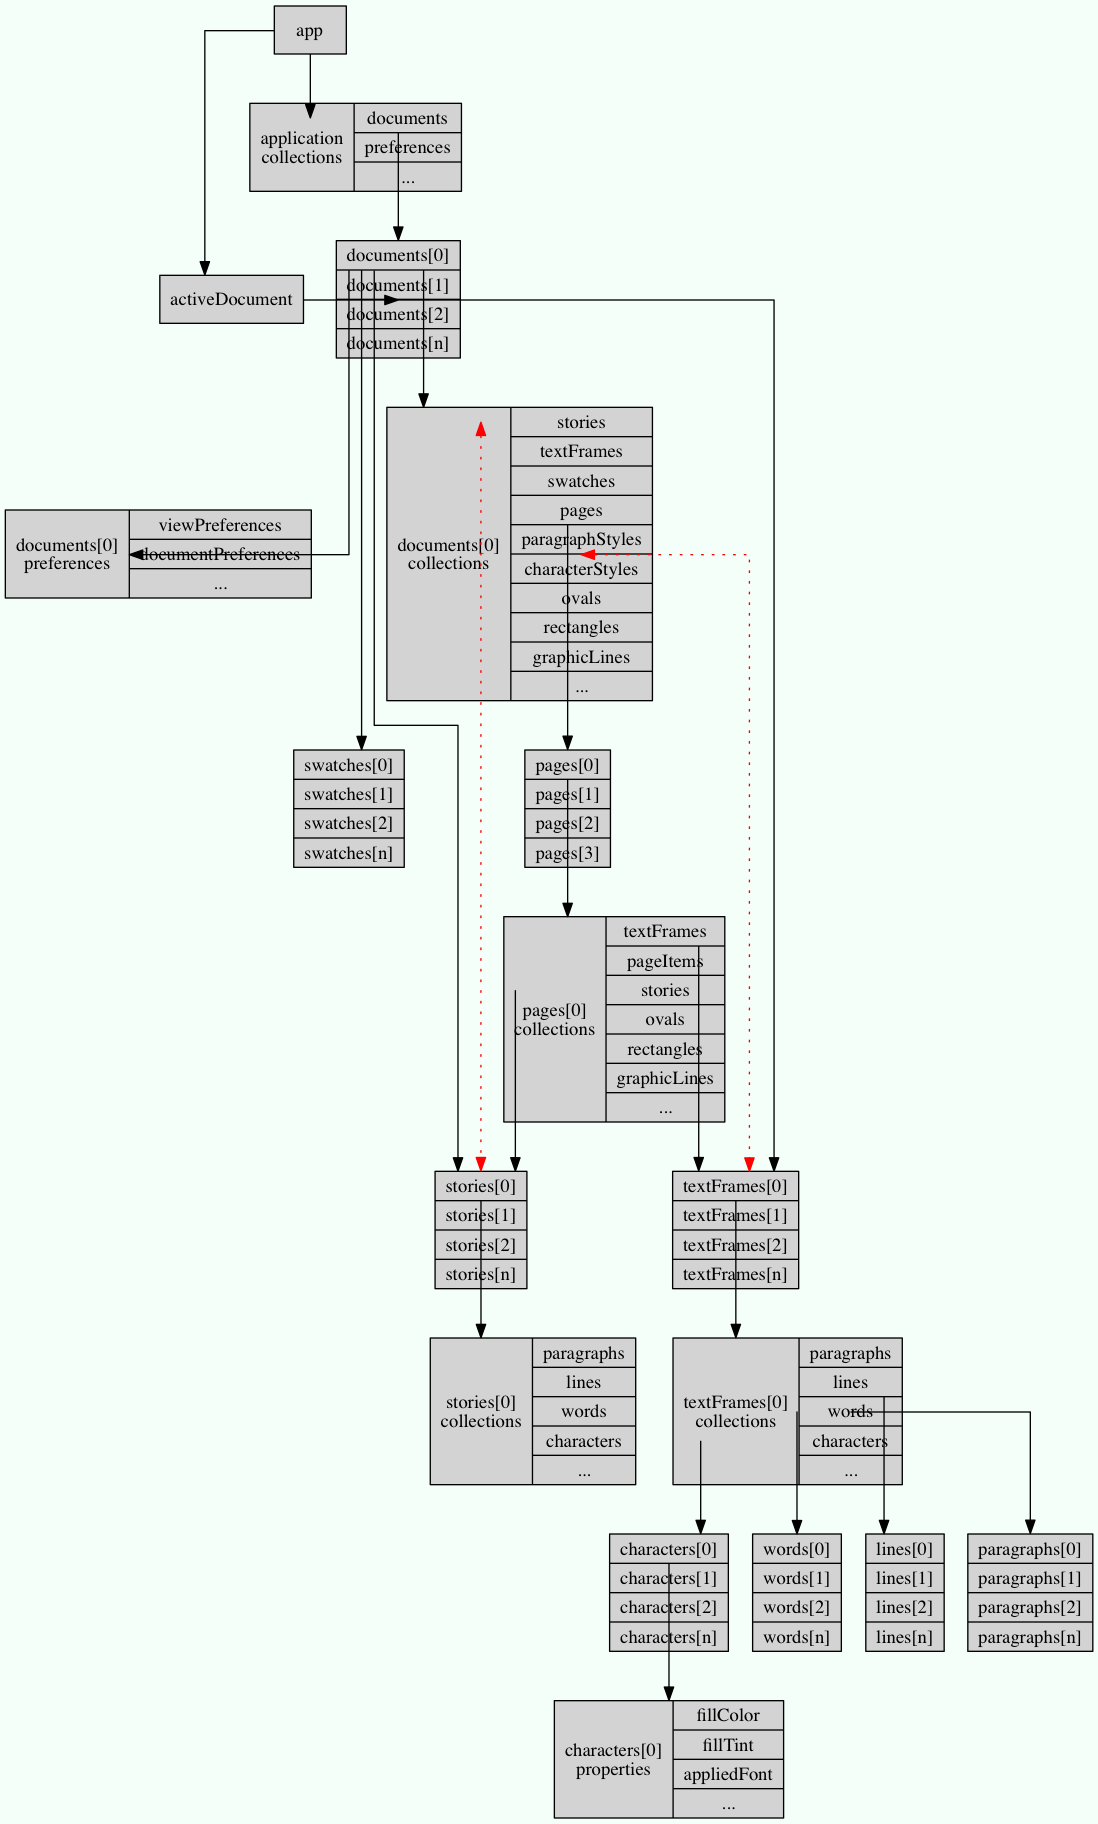 app
application
collections
documents
preferences
...
activeDocument
documents[0]
documents[1]
documents[2]
documents[n]
documents[0]
collections
stories
textFrames
swatches
pages
paragraphStyles
characterStyles
ovals
rectangles
graphicLines
...
documents[0]
preferences
viewPreferences
documentPreferences
...
swatches[0]
swatches[1]
swatches[2]
swatches[n]
pages[0]
pages[1]
pages[2]
pages[3]
pages[0]
collections
textFrames
pageItems
stories
ovals
rectangles
graphicLines
...
stories[0]
stories[1]
stories[2]
stories[n]
textFrames[0]
textFrames[1]
textFrames[2]
textFrames[n]
stories[0]
collections
paragraphs
lines
words
characters
...
textFrames[0]
collections
paragraphs
lines
words
characters
...
characters[0]
characters[1]
characters[2]
characters[n]
words[0]
words[1]
words[2]
words[n]
lines[0]
lines[1]
lines[2]
lines[n]
paragraphs[0]
paragraphs[1]
paragraphs[2]
paragraphs[n]
characters[0]
properties
fillColor
fillTint
appliedFont
...